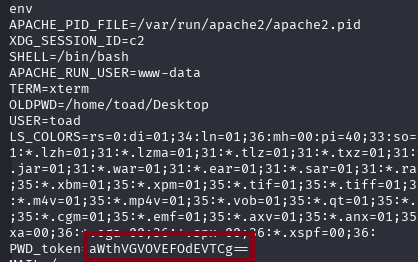 env
APACHE_PID_FILE=/var/run/apache2/apache2.pid
XDG_SESSION_ID=c2
SHELL=/bin/bash
APACHE_RUN_USER=www-data
TERM=xterm
OLDPWD=/home/toad/Desktop
USER=toad
LS_COLORS=rs=0:di=01;34:ln=01;36:mh=00:pi=40;33:so=
1:*.lzh=01;31:*.lzma=01;31:*.tlz=01;31:*.txz=01;31:
.jar=01;31:*.war=01;31:*.ear=01;31:*.sar=01;31:*.ra
;35:*.xbm=01;35:*.xpm=01;35:*.tif=01;35:*.tiff=01;3
:*.m4v=01;35:*.mp4v=01;35:*.vob=01;35:*.qt=01;35:*.
;35:*.cgm=01;35:*.emf=01;35:*.axv=01;35:*.anx=01;35
xa=00;36:
00;36:*.xspf=00;36:
PWD_token=aWthVGVOVEFOdEVTCg==